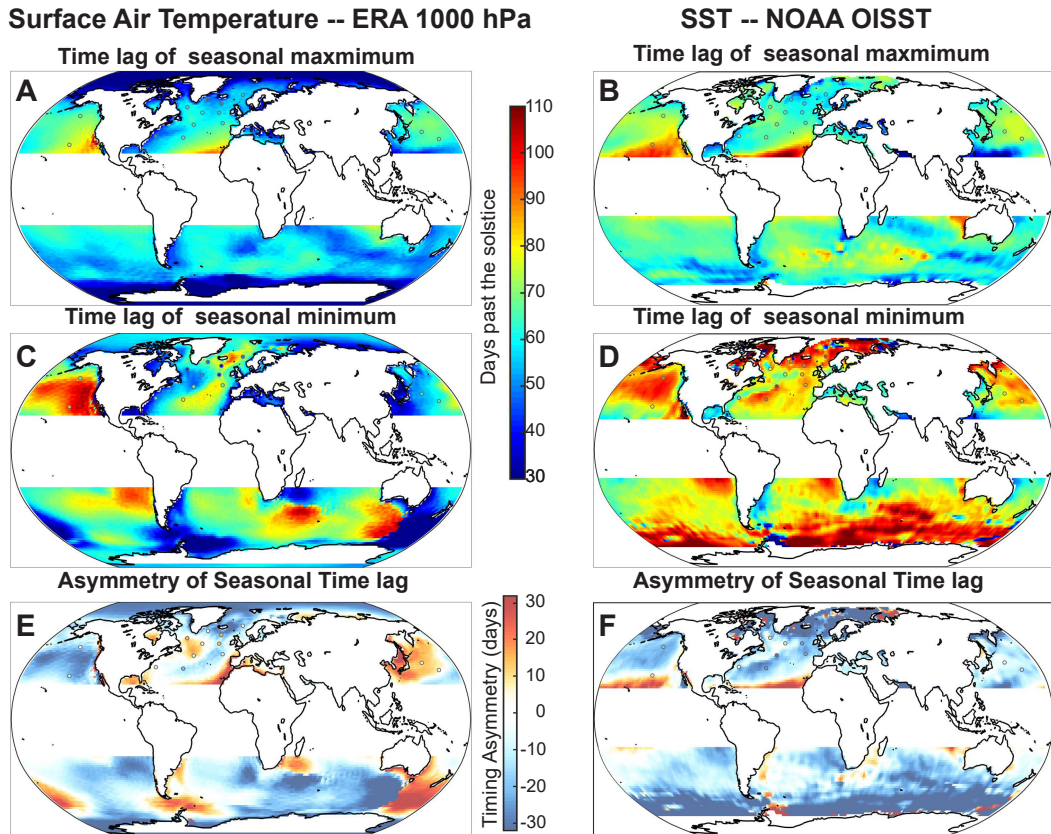 Surface Air Temperature -- ERA 1000 hPa
SST -- NOAA OISST
Time lag of seasonal maxmimum
Time lag of seasonal maxmimum
A
B
110
100
90
80
70
60
50
40
30
Days past the solstice
Time lag of seasonal minimum
Time lag of seasonal minimum
C
D
Asymmetry of Seasonal Time lag
Asymmetry of Seasonal Time lag
E
F
30
20
10
0
-10
-20
-30
Timing Asymmetry (days)